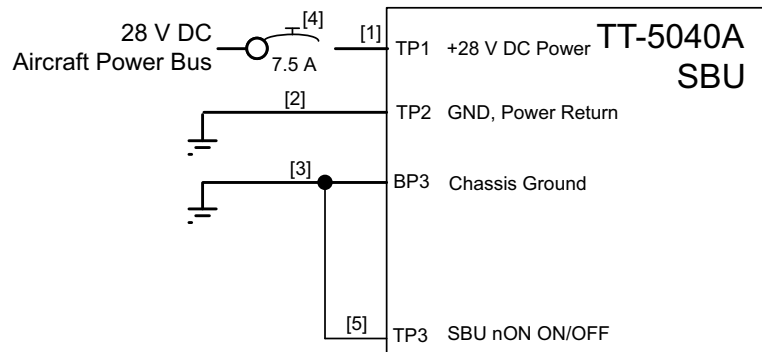 28 V DC
Aircraft Power Bus
[4]
7.5 A
[1]
TP1 +28 V DC Power
TT-5040A
SBU
[2]
TP2 GND, Power Return
[3]
BP3 Chassis Ground
[5]
TP3 SBU nON ON/OFF